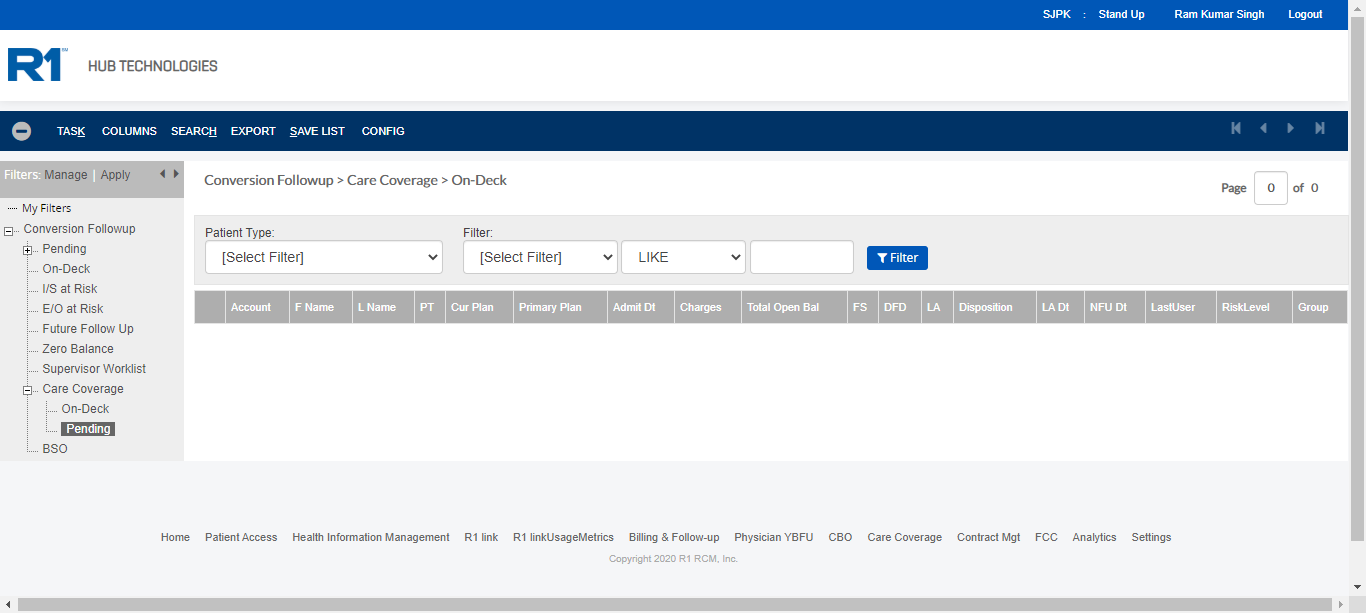 SJPK : Stand Up Ram Kumar Singh Logout
R1 SM HUB TECHNOLOGIES
TASK COLUMNS SEARCH EXPORT SAVE LIST CONFIG
Filters: Manage | Apply
Conversion Followup > Care Coverage > On-Deck
Page 0 of 0
My Filters
Conversion Followup
Pending
On-Deck
I/S at Risk
E/O at Risk
Future Follow Up
Zero Balance
Supervisor Worklist
Care Coverage
On-Deck
Pending
BSO
Patient Type: Filter:
[Select Filter] [Select Filter] LIKE Filter
Account F Name L Name PT Cur Plan Primary Plan Admit Dt Charges Total Open Bal FS DFD LA Disposition LA Dt NFU Dt LastUser RiskLevel Group
Home Patient Access Health Information Management R1 link R1 linkUsageMetrics Billing & Follow-up Physician YBFU CBO Care Coverage Contract Mgt FCC Analytics Settings
Copyright 2020 R1 RCM, Inc.